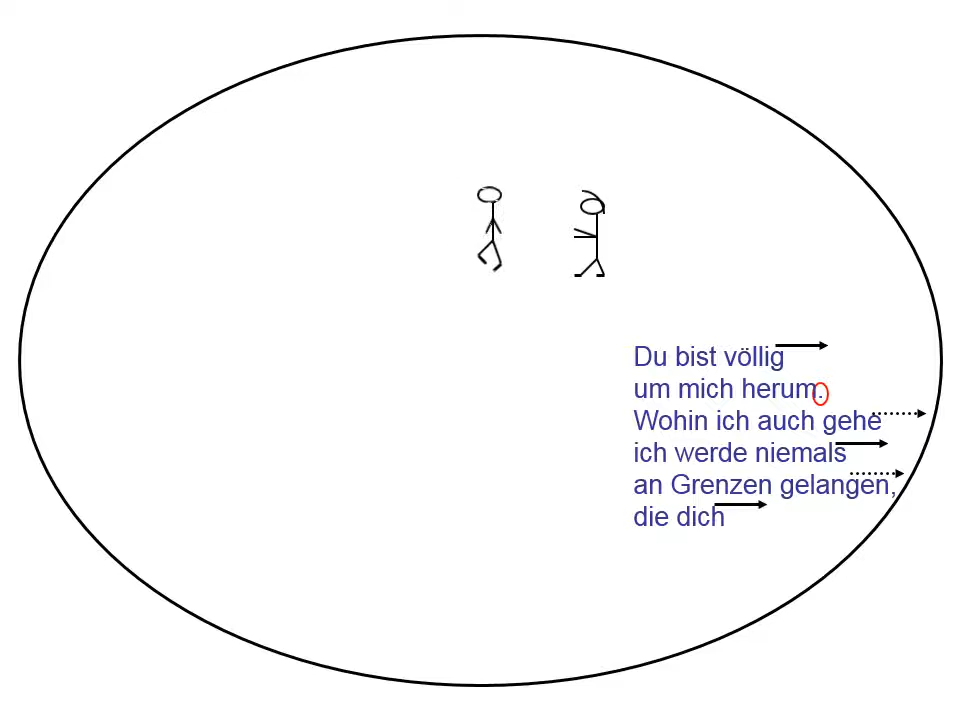 Du bist völlig
um mich herum.
Wohin ich auch gehe
ich werde niemals
an Grenzen gelangen,
die dich